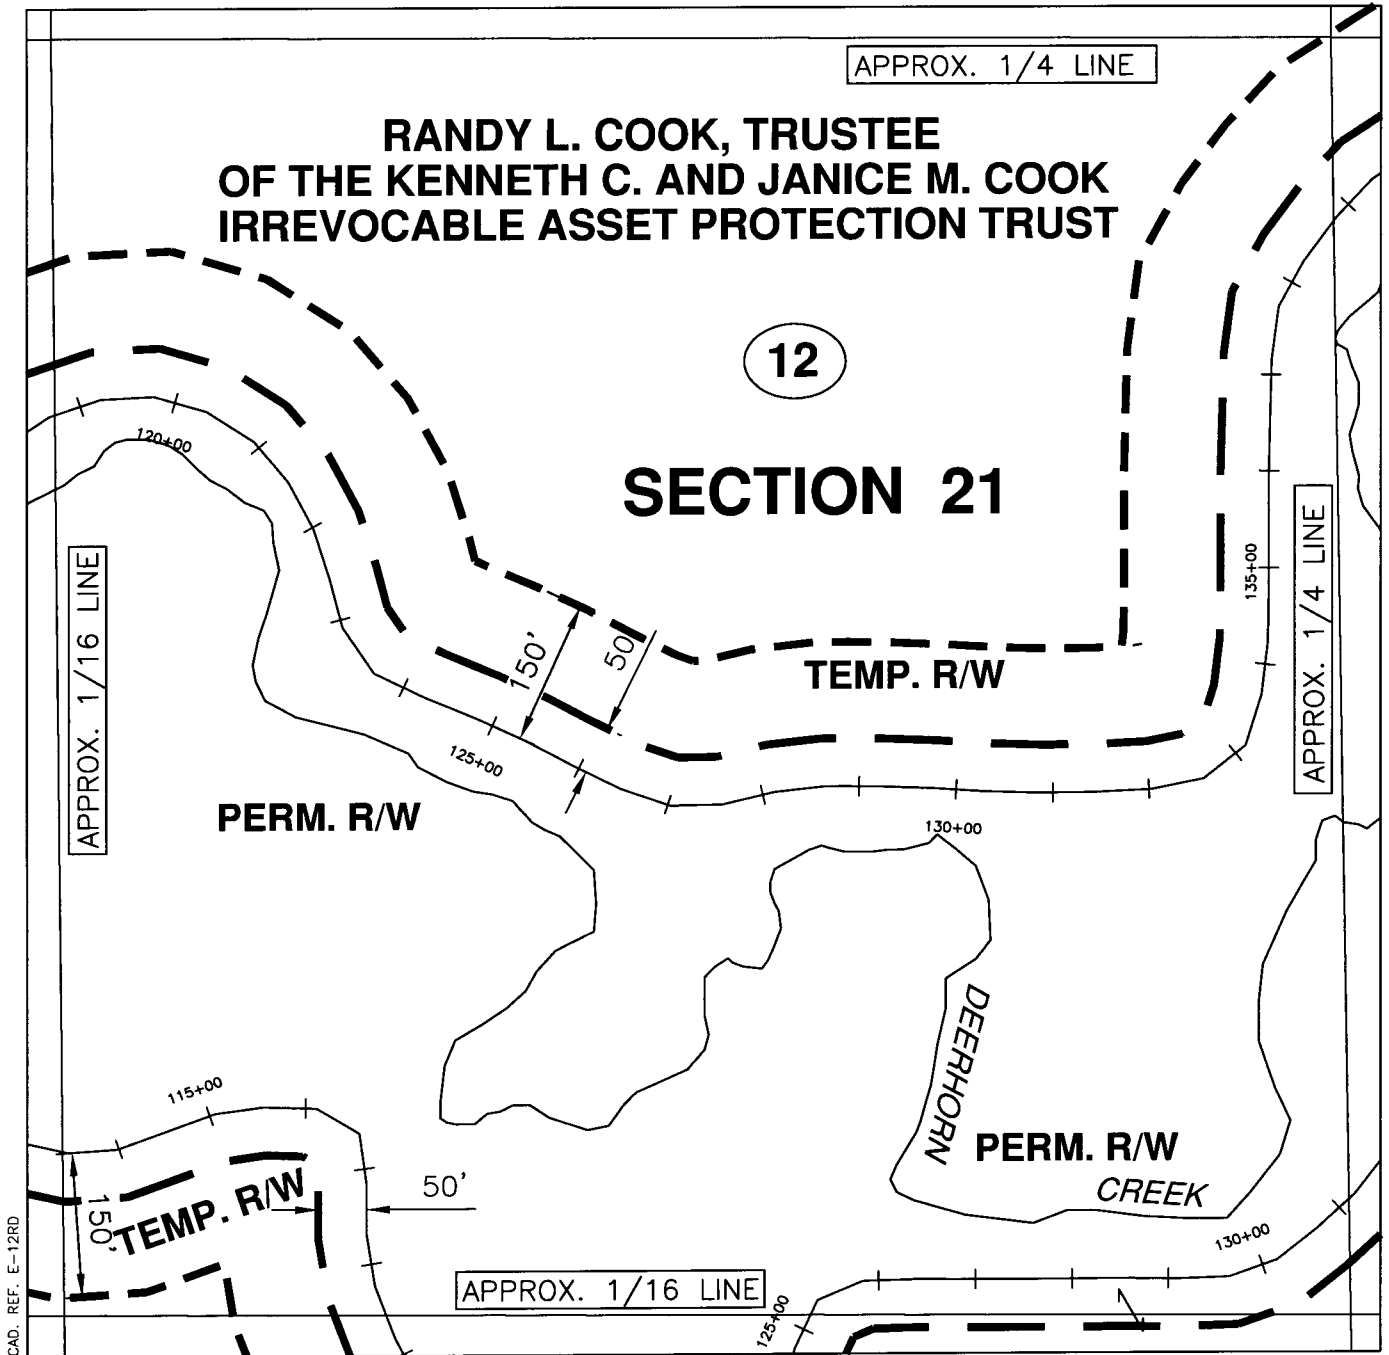 APPROX. 1/4 LINE
RANDY L. COOK, TRUSTEE
OF THE KENNETH C. AND JANICE M. COOK
IRREVOCABLE ASSET PROTECTION TRUST
12
120+00
SECTION 21
APPROX. 1/4 LINE
135+00
APPROX. 1/16 LINE
150'
50'
TEMP. R/W
125+00
PERM. R/W
130+00
DEERHORN
CREEK
115+00
PERM. R/W
50'
150'
TEMP. R/W
130+00
APPROX. 1/16 LINE
125+00
CAD. REF. E-12RD